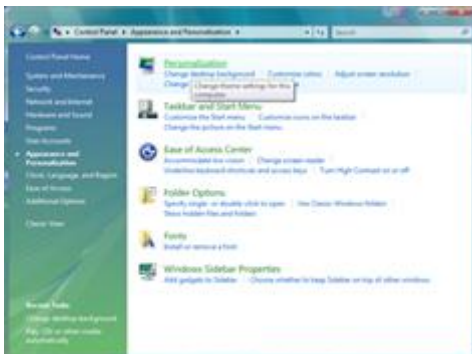 Control Panel ▸ Appearance and Personalization ▸
Search
Control Panel Home
System and Maintenance
Security
Network and Internet
Hardware and Sound
Programs
User Accounts
Appearance and
Personalization
Clock, Language, and Region
Ease of Access
Additional Options
Classic View
Recent Tasks
Change desktop background
Play CDs or other media
automatically
Personalization
Change desktop background
Customize colors
Adjust screen resolution
Change
Change theme settings for this
computer.
Taskbar and Start Menu
Customize the Start menu
Customize icons on the taskbar
Change the picture on the Start menu
Ease of Access Center
Accommodate low vision
Change screen reader
Underline keyboard shortcuts and access keys
Turn High Contrast on or off
Folder Options
Specify single- or double-click to open
Use Classic Windows folders
Show hidden files and folders
Fonts
Install or remove a font
Windows Sidebar Properties
Add gadgets to Sidebar
Choose whether to keep Sidebar on top of other windows